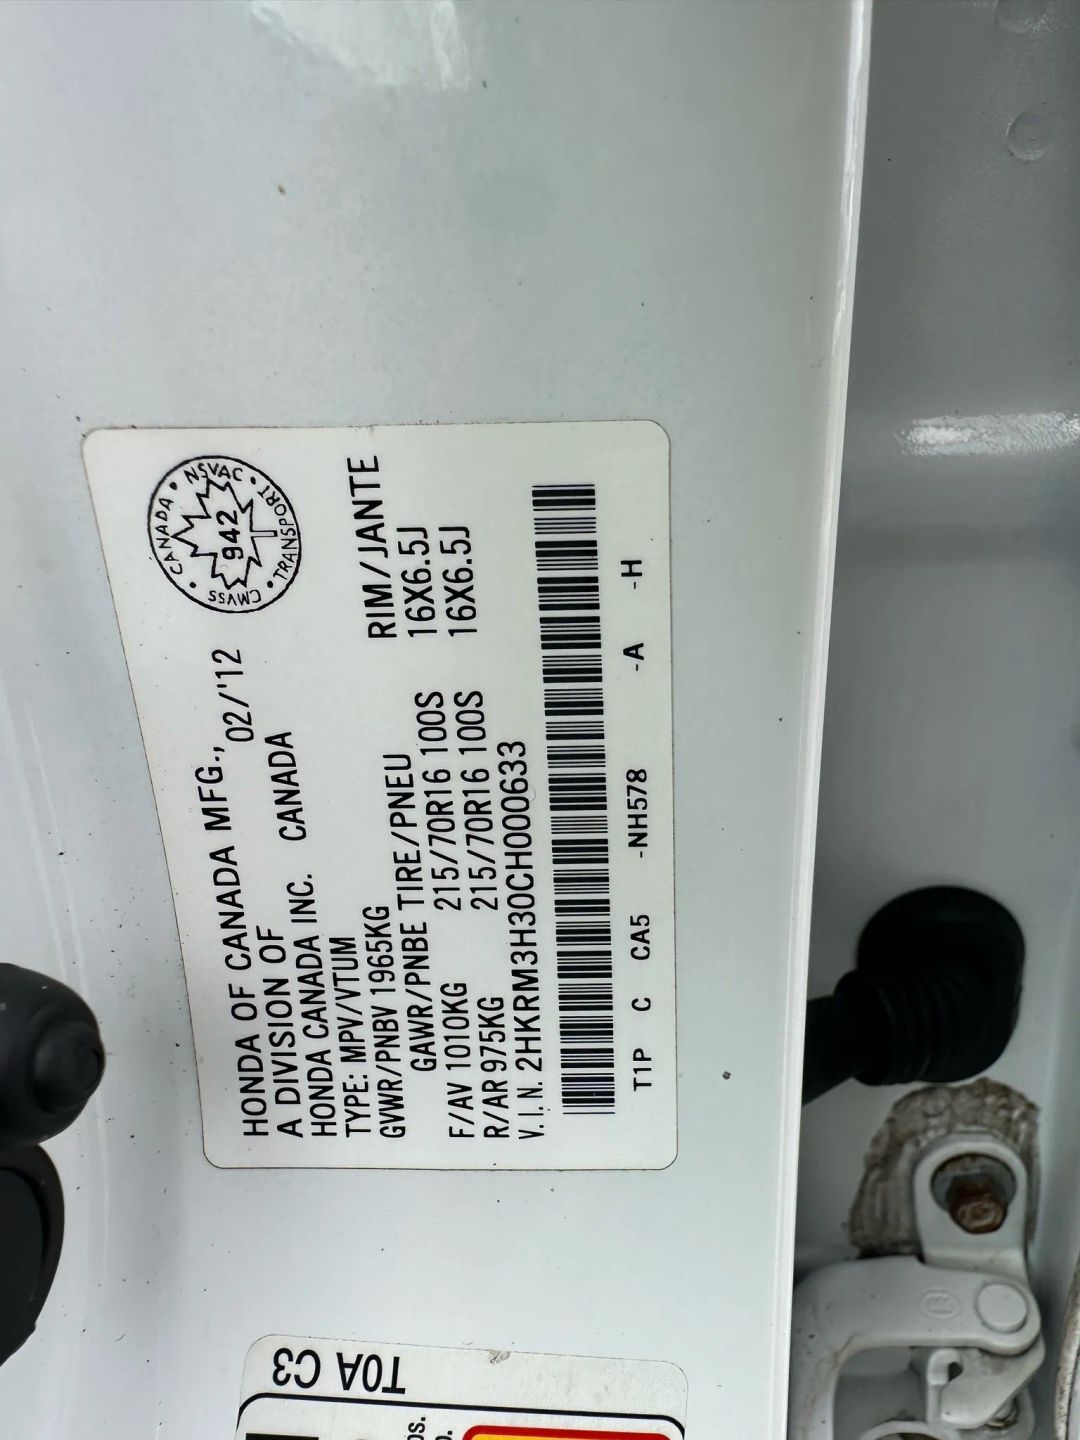 HONDA OF CANADA MFG., 02/'12
A DIVISION OF
HONDA CANADA INC. CANADA
TYPE: MPV/VTUM
GVWR/PNBV 1965KG
GAWR/PNBE TIRE/PNEU RIM/JANTE
F/AV 1010KG 215/70R16 100S 16X6.5J
R/AR 975KG 215/70R16 100S 16X6.5J
V.I.N. 2HKRM3H30CH000633
T1P C CA5 -NH578 -A -H
CANADA • NSVAC • TRANSPORT • CMVSS •
942
T0A C3